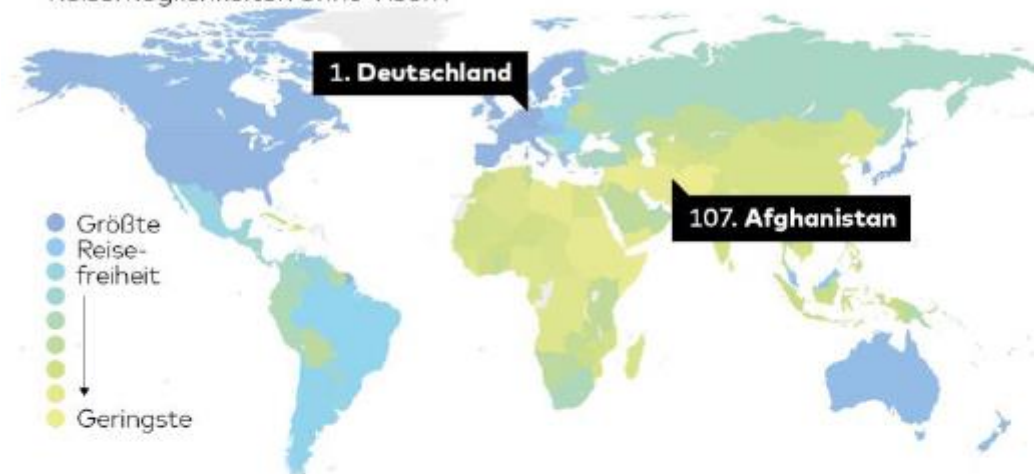 1. Deutschland
107. Afghanistan
Größte
Reise-
freiheit
Geringste